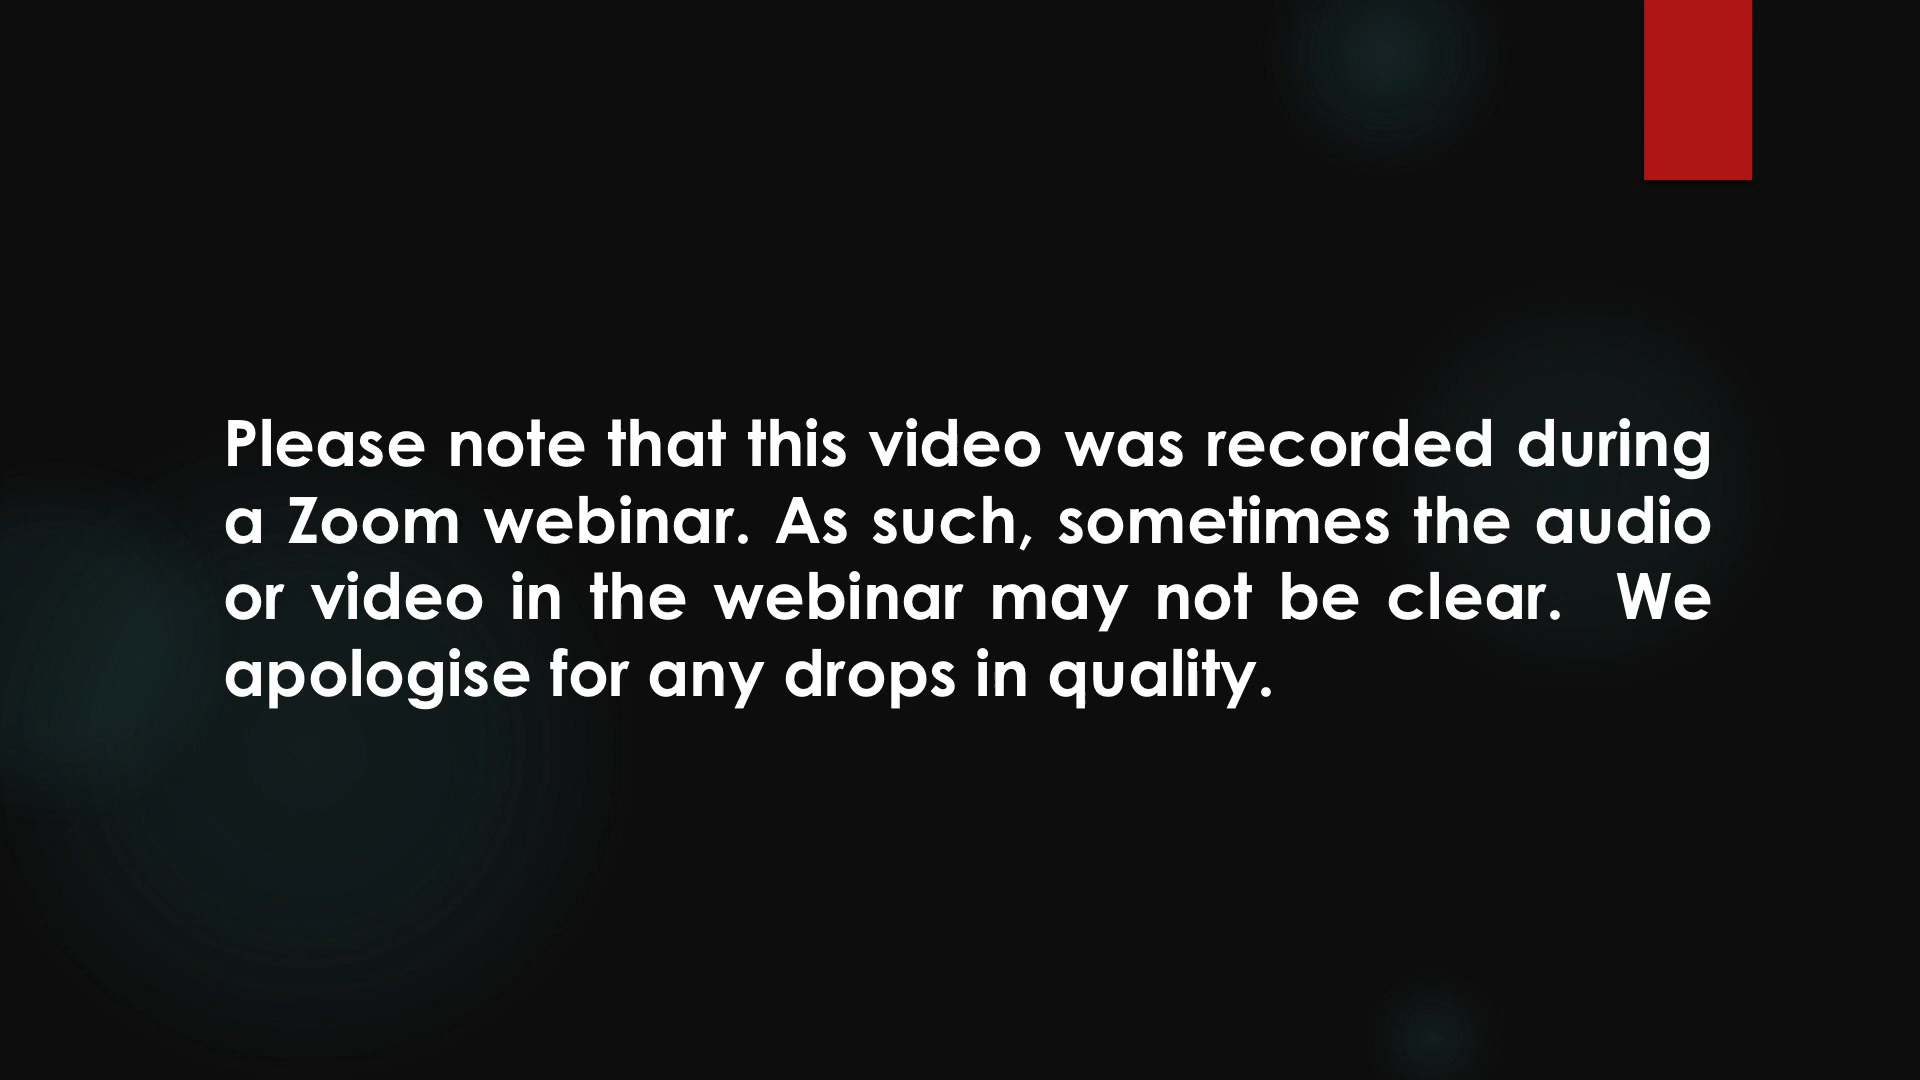 Please note that this video was recorded during
a Zoom webinar. As such, sometimes the audio
or video in the webinar may not be clear.  We
apologise for any drops in quality.